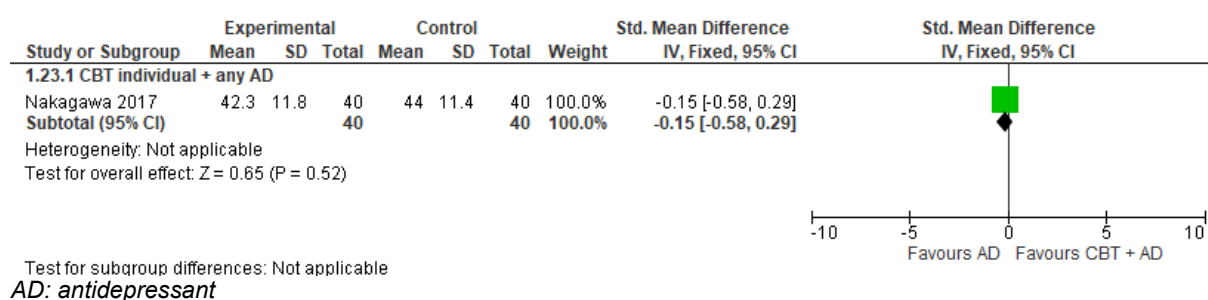 Experimental Control Std. Mean Difference Std. Mean Difference
Study or Subgroup Mean SD Total Mean SD Total Weight IV, Fixed, 95% CI IV, Fixed, 95% CI
1.23.1 CBT individual + any AD
Nakagawa 2017 42.3 11.8 40 44 11.4 40 100.0% -0.15 [-0.58, 0.29]
Subtotal (95% CI) 40 40 100.0% -0.15 [-0.58, 0.29]
Heterogeneity: Not applicable
Test for overall effect: Z = 0.65 (P = 0.52)
-10 -5 0 5 10
Favours AD Favours CBT + AD
Test for subgroup differences: Not applicable
AD: antidepressant